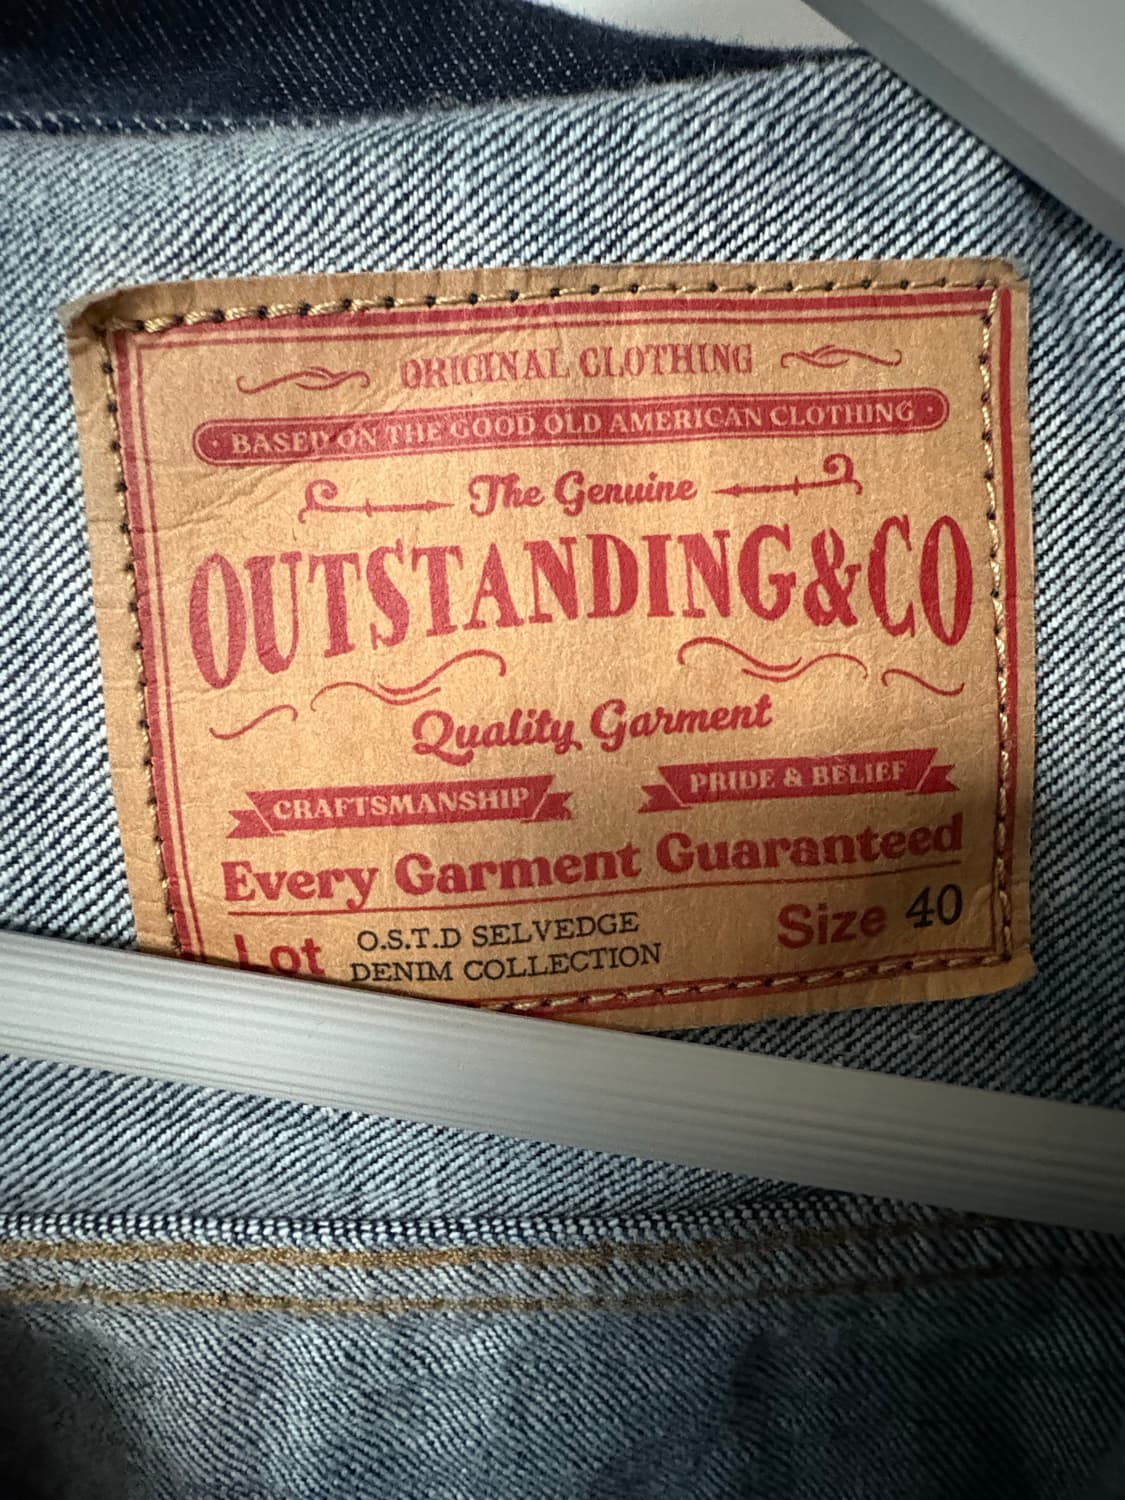 ORIGINAL CLOTHING
· BASED ON THE GOOD OLD AMERICAN CLOTHING ·
The Genuine
OUTSTANDING&CO
Quality Garment
CRAFTSMANSHIP PRIDE & BELIEF
Every Garment Guaranteed
Lot O.S.T.D SELVEDGE Size 40
DENIM COLLECTION